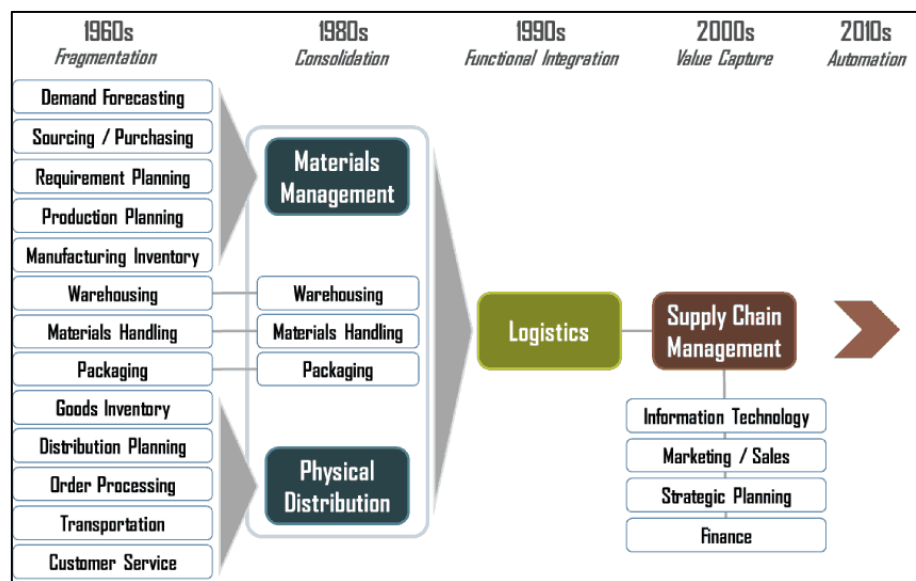 1960s
Fragmentation
1980s
Consolidation
1990s
Functional Integration
2000s
Value Capture
2010s
Automation
Demand Forecasting
Sourcing / Purchasing
Requirement Planning
Production Planning
Manufacturing Inventory
Warehousing
Materials Handling
Packaging
Goods Inventory
Distribution Planning
Order Processing
Transportation
Customer Service
Materials
Management
Warehousing
Materials Handling
Packaging
Physical
Distribution
Logistics
Supply Chain
Management
Information Technology
Marketing / Sales
Strategic Planning
Finance